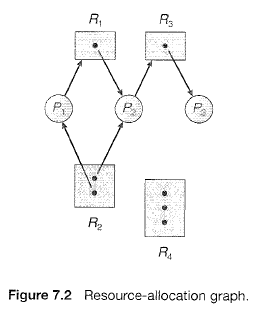 R1 R3
P1 P2 P3
R2
R4
Figure 7.2 Resource-allocation graph.